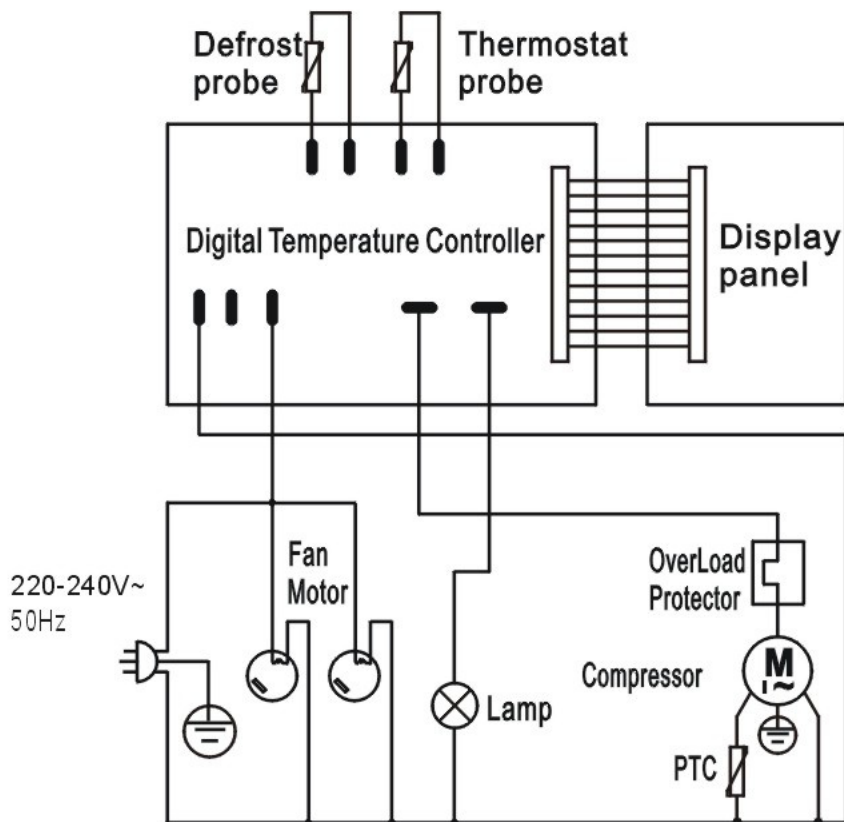 Defrost
probe
Thermostat
probe
Digital Temperature Controller
Display
panel
Fan
Motor
220-240V~
50Hz
OverLoad
Protector
M
I~
Compressor
Lamp
PTC